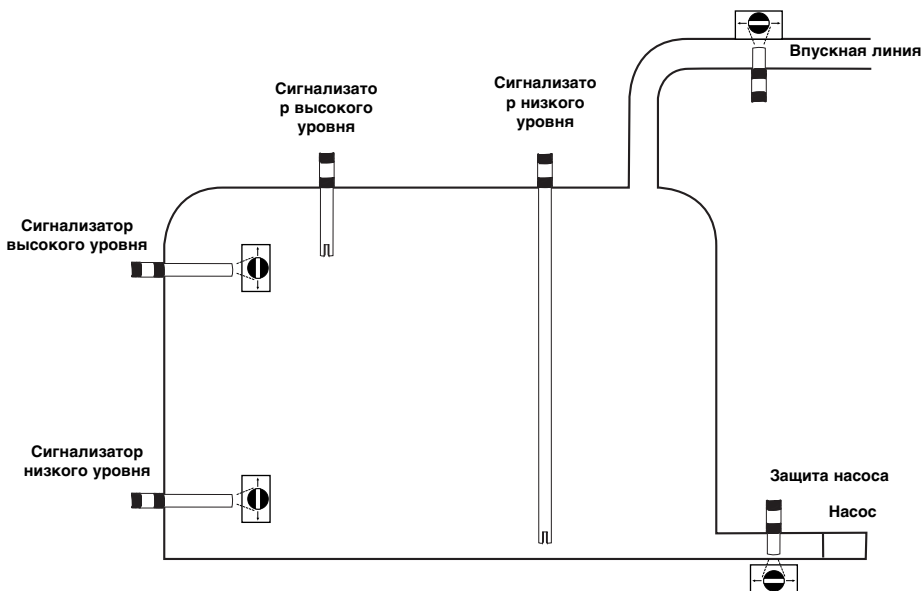 Впускная линия
Сигнализато
р высокого
уровня
Сигнализато
р низкого
уровня
Сигнализатор
высокого уровня
Сигнализатор
низкого уровня
Защита насоса
Насос